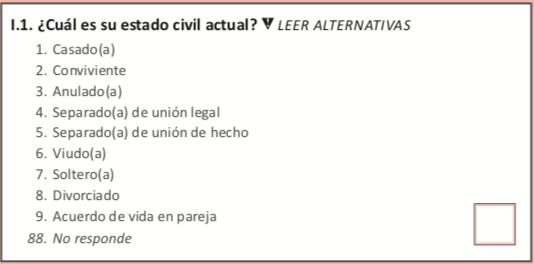 I.1. ¿Cuál es su estado civil actual? LEER ALTERNATIVAS
1. Casado(a)
2. Conviviente
3. Anulado(a)
4. Separado(a) de unión legal
5. Separado(a) de unión de hecho
6. Viudo(a)
7. Soltero(a)
8. Divorciado
9. Acuerdo de vida en pareja
88. No responde